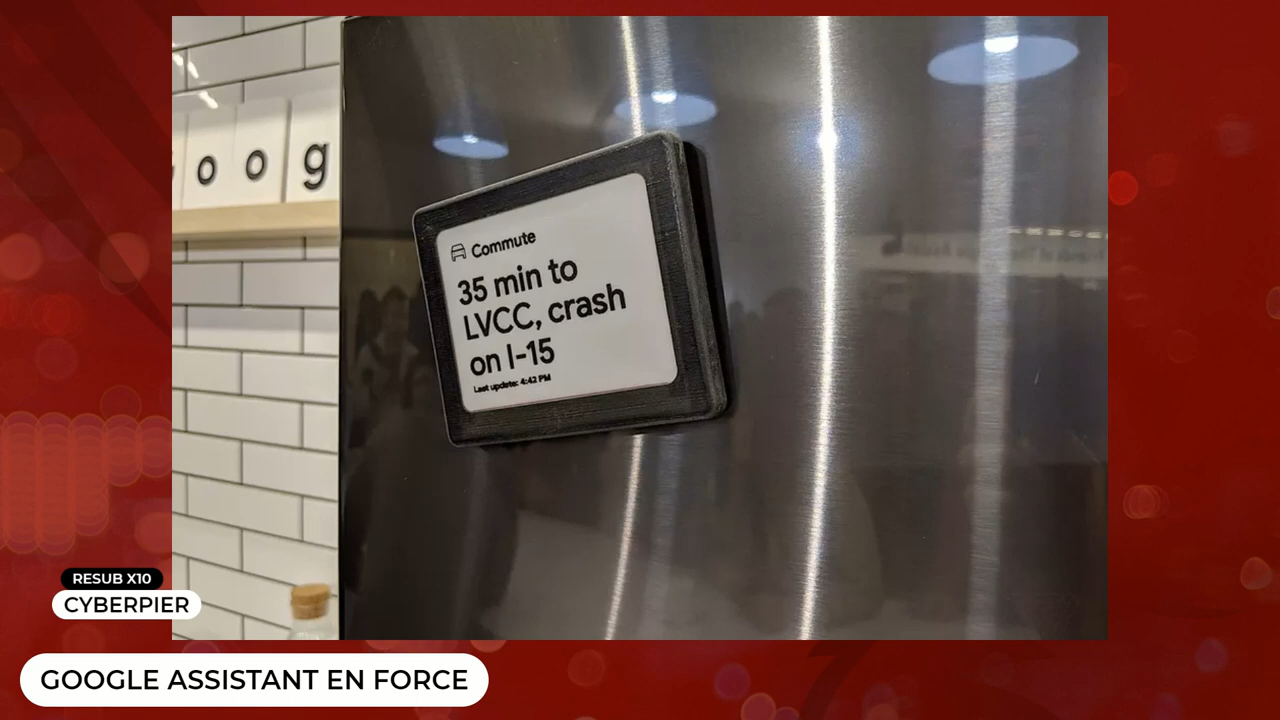 oog
Commute
35 min to
LVCC, crash
on I-15
Last update: 4:42 PM
RESUB X10
CYBERPIER
GOOGLE ASSISTANT EN FORCE